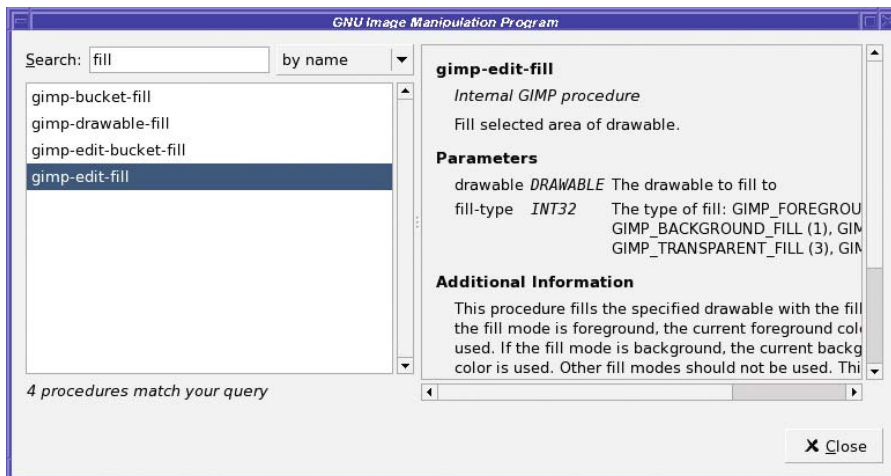 GNU Image Manipulation Program
Search: fill by name
gimp-bucket-fill
gimp-drawable-fill
gimp-edit-bucket-fill
gimp-edit-fill
4 procedures match your query
gimp-edit-fill
Internal GIMP procedure
Fill selected area of drawable.
Parameters
drawable DRAWABLE The drawable to fill to
fill-type INT32 The type of fill: GIMP_FOREGROU
GIMP_BACKGROUND_FILL (1), GIM
GIMP_TRANSPARENT_FILL (3), GIM
Additional Information
This procedure fills the specified drawable with the fill
the fill mode is foreground, the current foreground colo
used. If the fill mode is background, the current backg
color is used. Other fill modes should not be used. Thi
Close